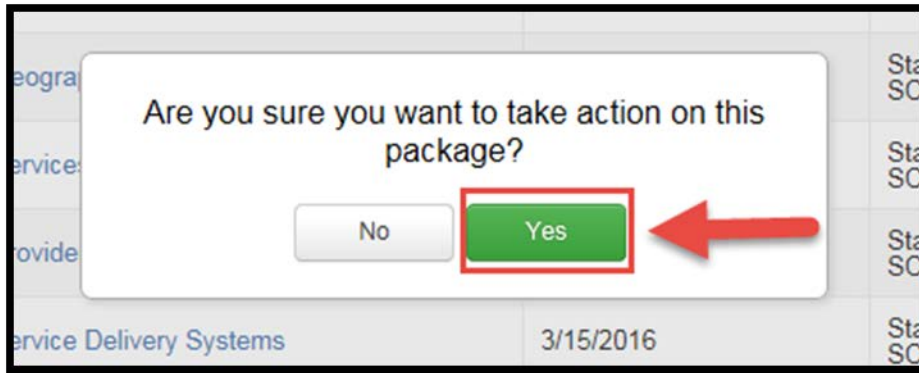 Are you sure you want to take action on this
package?
No Yes
ervice Delivery Systems 3/15/2016